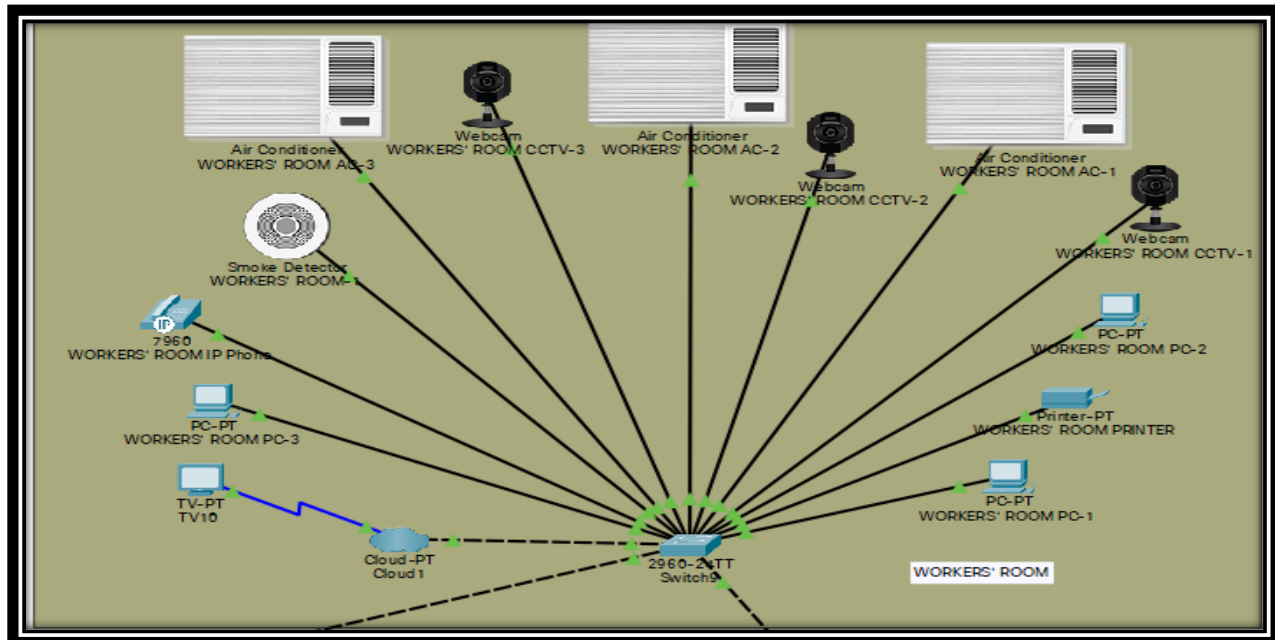 Air Conditioner
WORKERS' ROOM AC-3
Webcam
WORKERS' ROOM CCTV-3
Air Conditioner
WORKERS' ROOM AC-2
Webcam
WORKERS' ROOM CCTV-2
Air Conditioner
WORKERS' ROOM AC-1
Webcam
WORKERS' ROOM CCTV-1
Smoke Detector
WORKERS' ROOM-1
IP
7960
WORKERS' ROOM IP Phone
PC-PT
WORKERS' ROOM PC-2
PC-PT
WORKERS' ROOM PC-3
Printer-PT
WORKERS' ROOM PRINTER
TV-PT
TV10
PC-PT
WORKERS' ROOM PC-1
Cloud-PT
Cloud1
2960-24TT
Switch9
WORKERS' ROOM